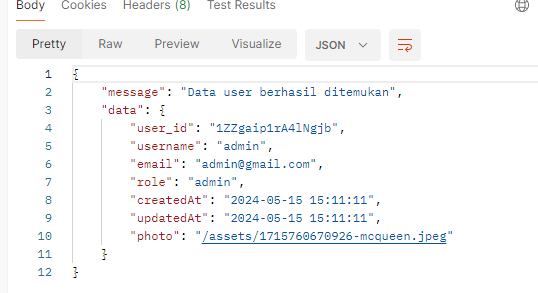 Body Cookies Headers (8) Test Results
Pretty Raw Preview Visualize JSON
1 {
2 "message": "Data user berhasil ditemukan",
3 "data": {
4 "user_id": "1ZZgaip1rA4lNgjb",
5 "username": "admin",
6 "email": "admin@gmail.com",
7 "role": "admin",
8 "createdAt": "2024-05-15 15:11:11",
9 "updatedAt": "2024-05-15 15:11:11",
10 "photo": "/assets/1715760670926-mcqueen.jpeg"
11 }
12 }